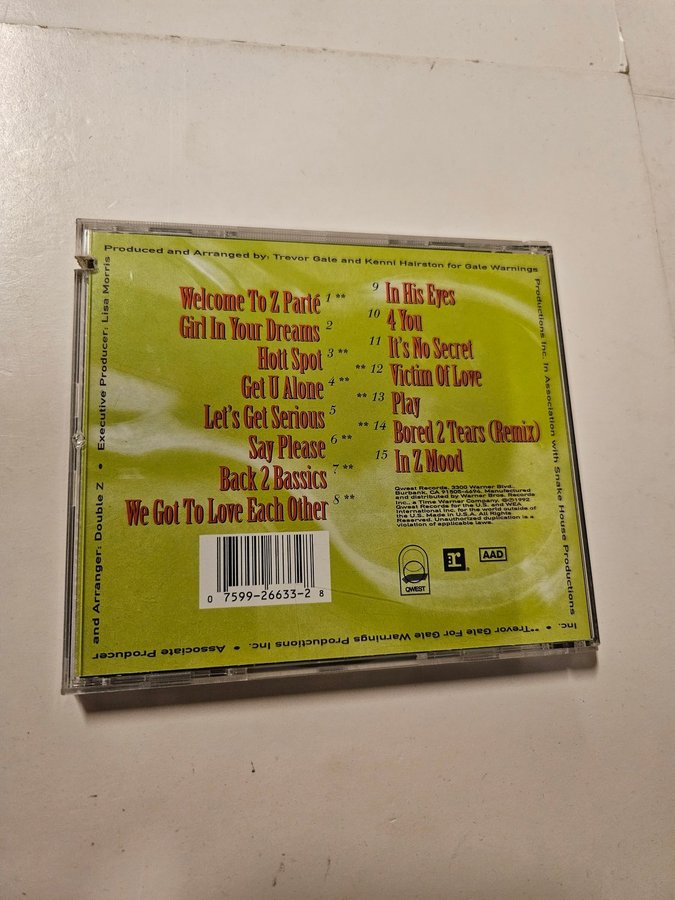 Produced and Arranged by: Trevor Gale and Kenni Hairston for Gale Warnings
Productions Inc. In Association with Snake House Productions
Inc. • **Trevor Gale For Gale Warnings Productions Inc. • Associate Producer
and Arranger: Double Z • Executive Producer: Lisa Morris
Welcome To Z Parté 1 **
Girl In Your Dreams 2
Hott Spot 3 **
Get U Alone 4 **
Let's Get Serious 5
Say Please 6 **
Back 2 Bassics 7 **
We Got To Love Each Other 8 **
9 In His Eyes
10 4 You
11 It's No Secret
** 12 Victim Of Love
** 13 Play
** 14 Bored 2 Tears (Remix)
15 In Z Mood
Qwest Records, 3300 Warner Blvd.,
Burbank, CA 91505-4694. Manufactured
and Distributed by Warner Bros. Records
Inc., a Time Warner Company. ℗©1992
Qwest Records for the U.S. and WEA
International Inc. for the world outside of
the U.S. Made in U.S.A. All Rights
Reserved. Unauthorized duplication is a
violation of applicable laws.
0 7599-26633-2 8
QWEST
r
AAD